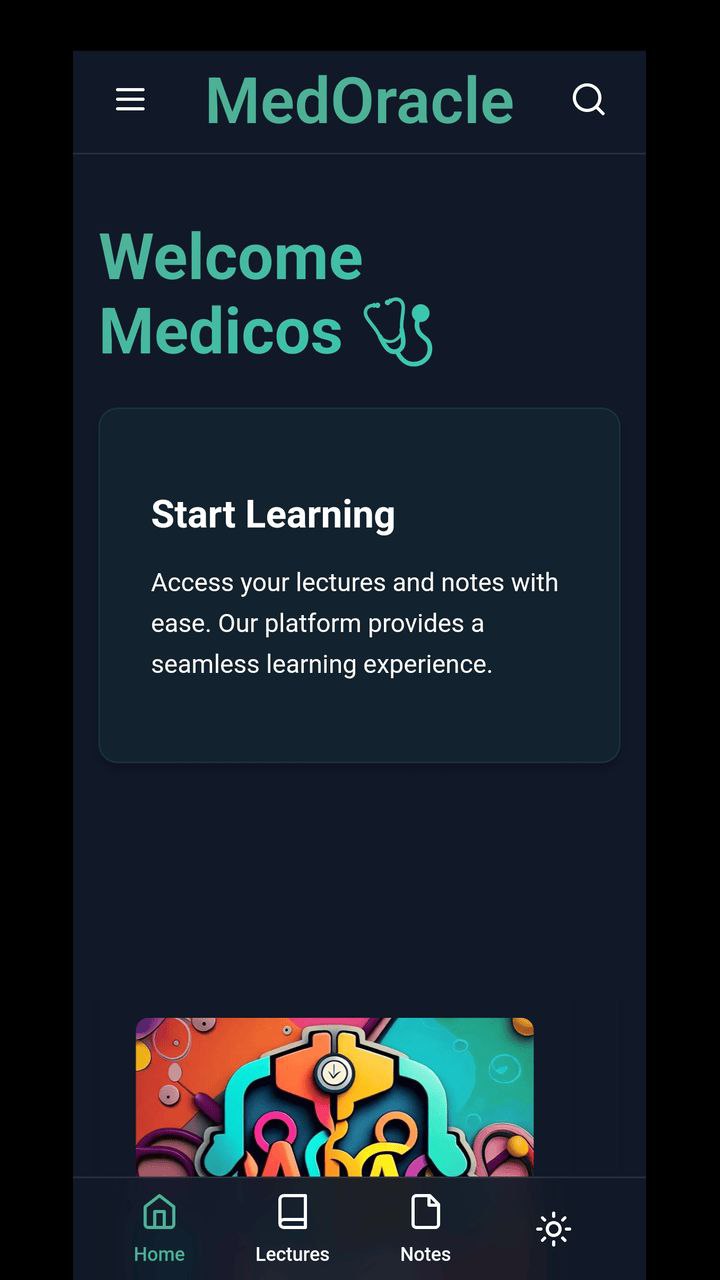 MedOracle
Welcome
Medicos
Start Learning
Access your lectures and notes with
ease. Our platform provides a
seamless learning experience.
Home
Lectures
Notes